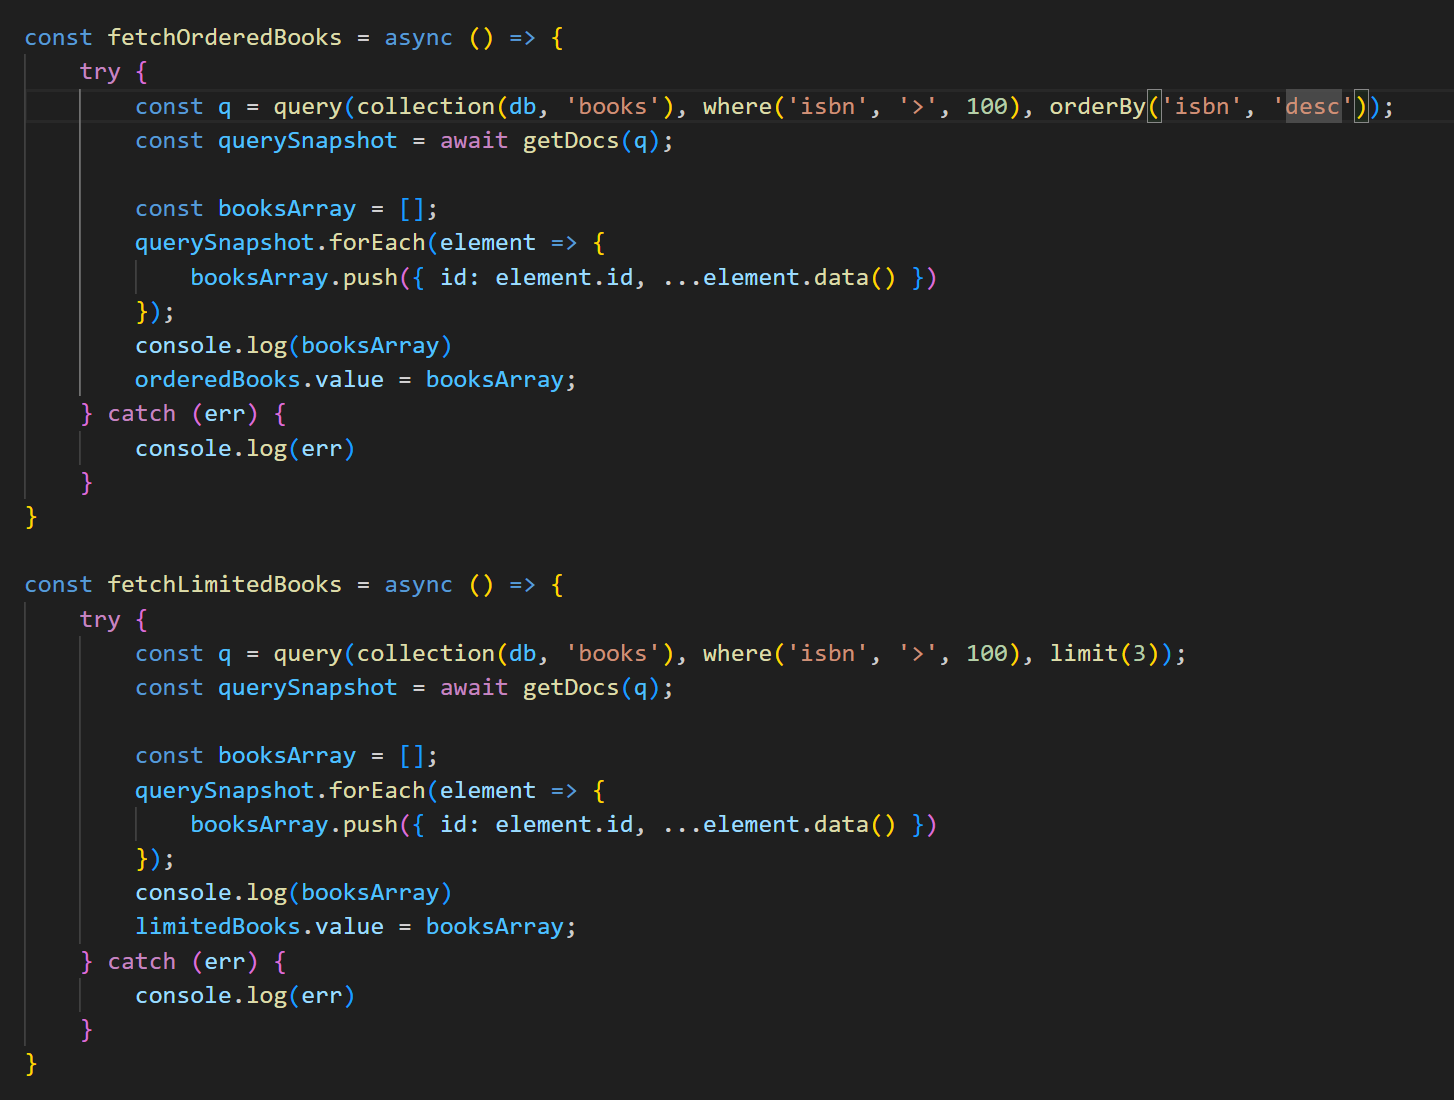 const fetchOrderedBooks = async () => {
    try {
        const q = query(collection(db, 'books'), where('isbn', '>', 100), orderBy('isbn', 'desc'));
        const querySnapshot = await getDocs(q);

        const booksArray = [];
        querySnapshot.forEach(element => {
            booksArray.push({ id: element.id, ...element.data() })
        });
        console.log(booksArray)
        orderedBooks.value = booksArray;
    } catch (err) {
        console.log(err)
    }
}

const fetchLimitedBooks = async () => {
    try {
        const q = query(collection(db, 'books'), where('isbn', '>', 100), limit(3));
        const querySnapshot = await getDocs(q);

        const booksArray = [];
        querySnapshot.forEach(element => {
            booksArray.push({ id: element.id, ...element.data() })
        });
        console.log(booksArray)
        limitedBooks.value = booksArray;
    } catch (err) {
        console.log(err)
    }
}